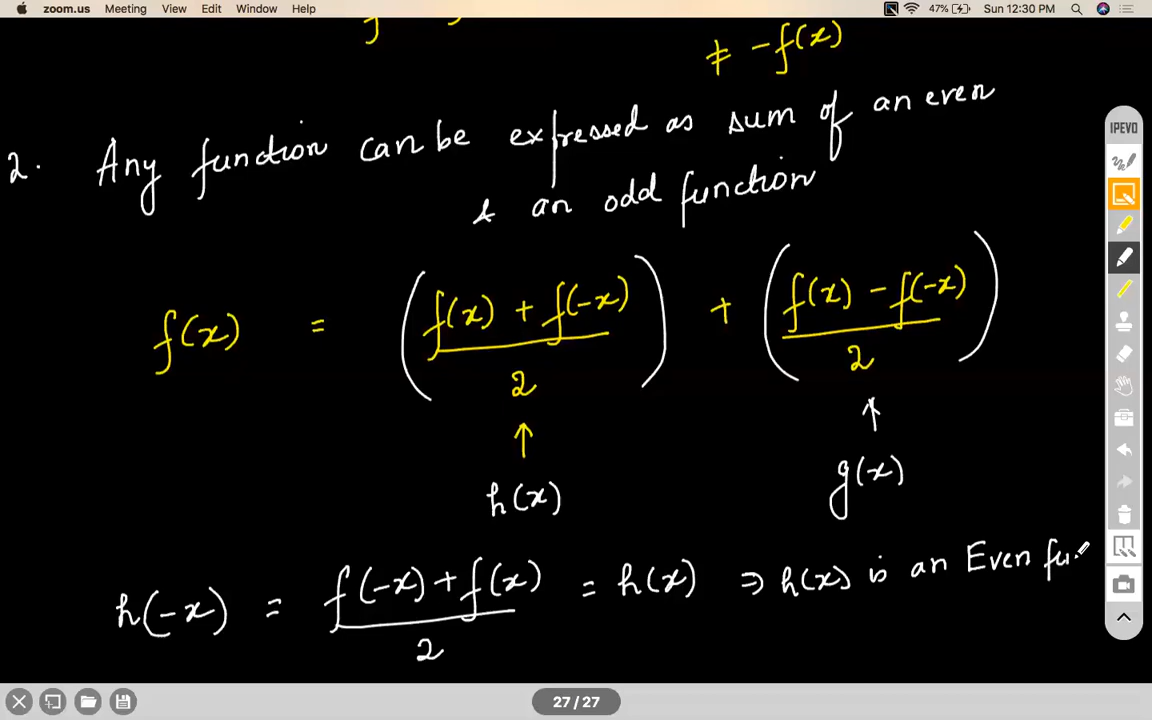 zoom.us Meeting View Edit Window Help 47% Sun 12:30 PM
≠ -f(x)
2. Any function can be expressed as sum of an even
& an odd function
IPEVO
f(x) = (f(x) + f(-x) / 2) + (f(x) - f(-x) / 2)
↑ ↑
h(x) g(x)
h(-x) = f(-x) + f(x) / 2 = h(x) ⇒ h(x) is an Even fu
27 / 27